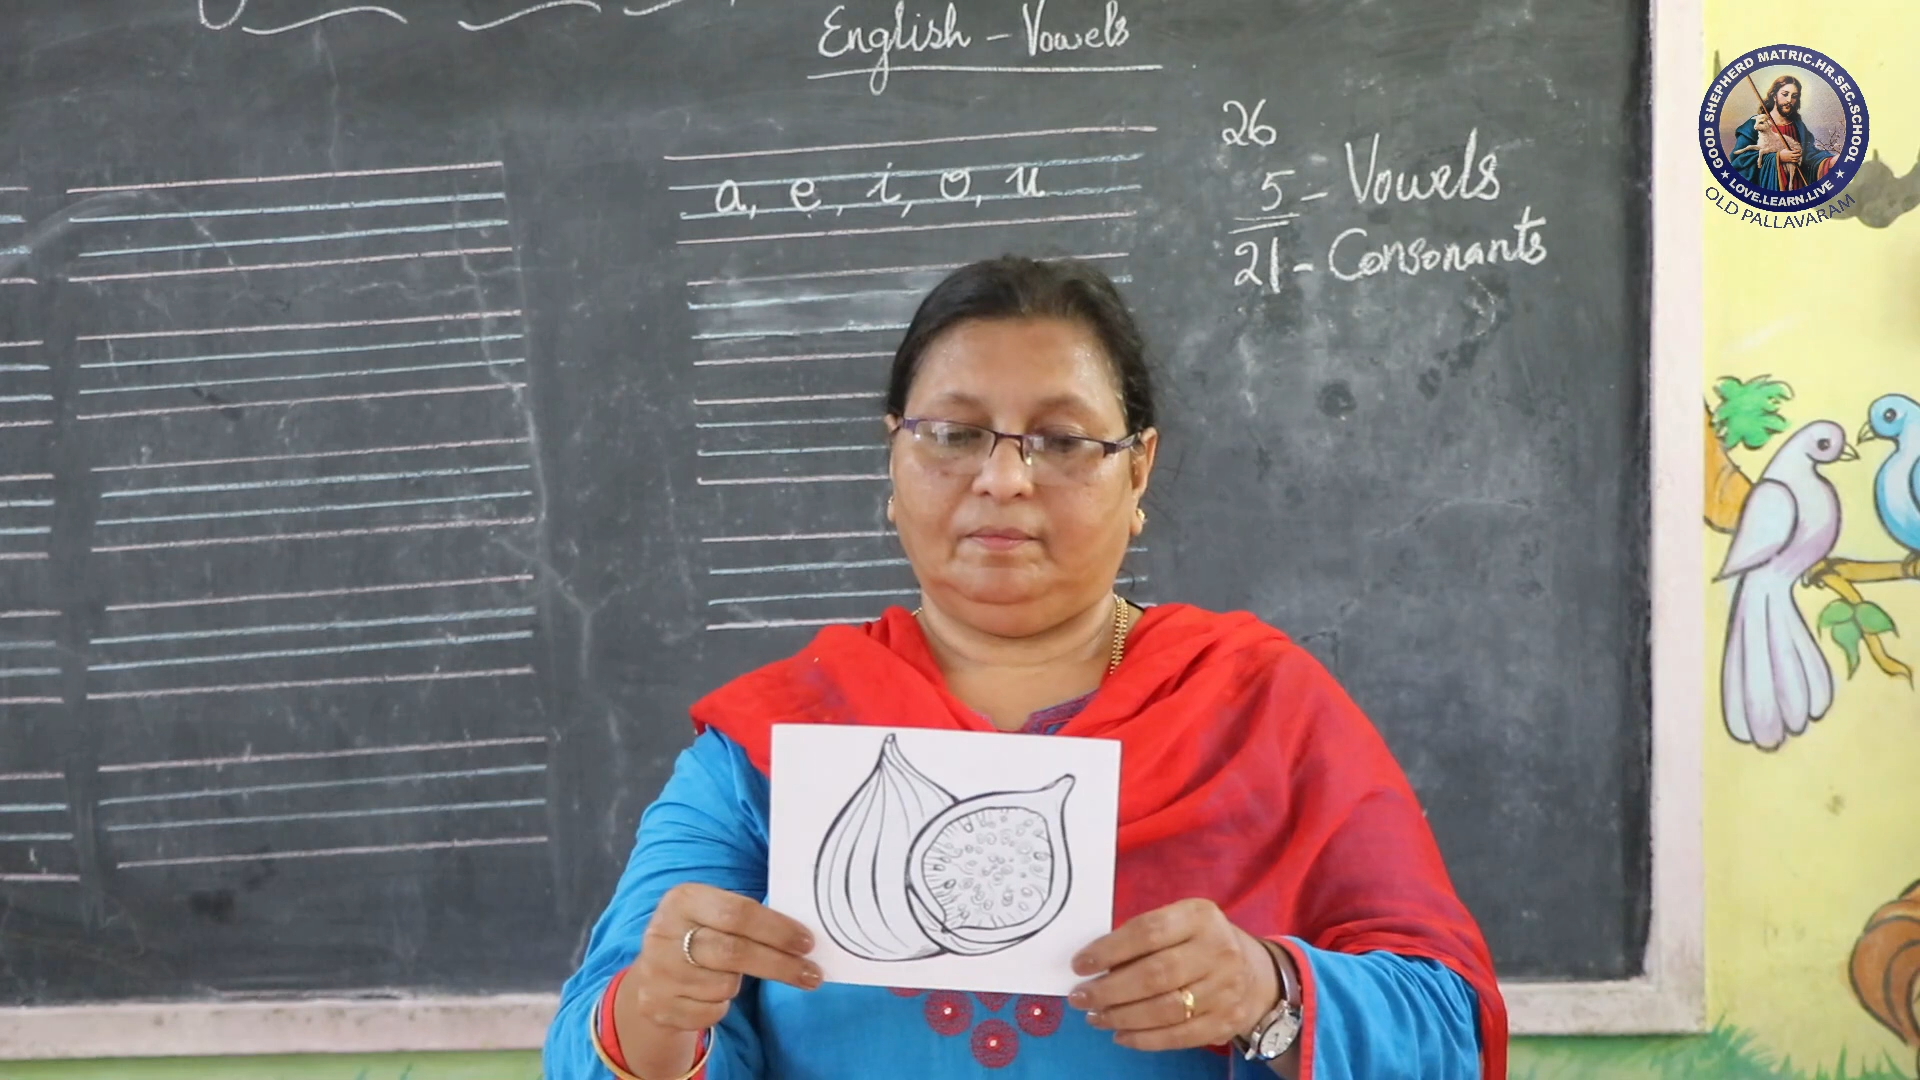 English - Vowels
a, e, i, o, u
26
5 - Vowels
21 - Consonants
GOOD SHEPHERD MATRIC.HR.SEC.SCHOOL
★ LOVE.LEARN.LIVE ★
OLD PALLAVARAM